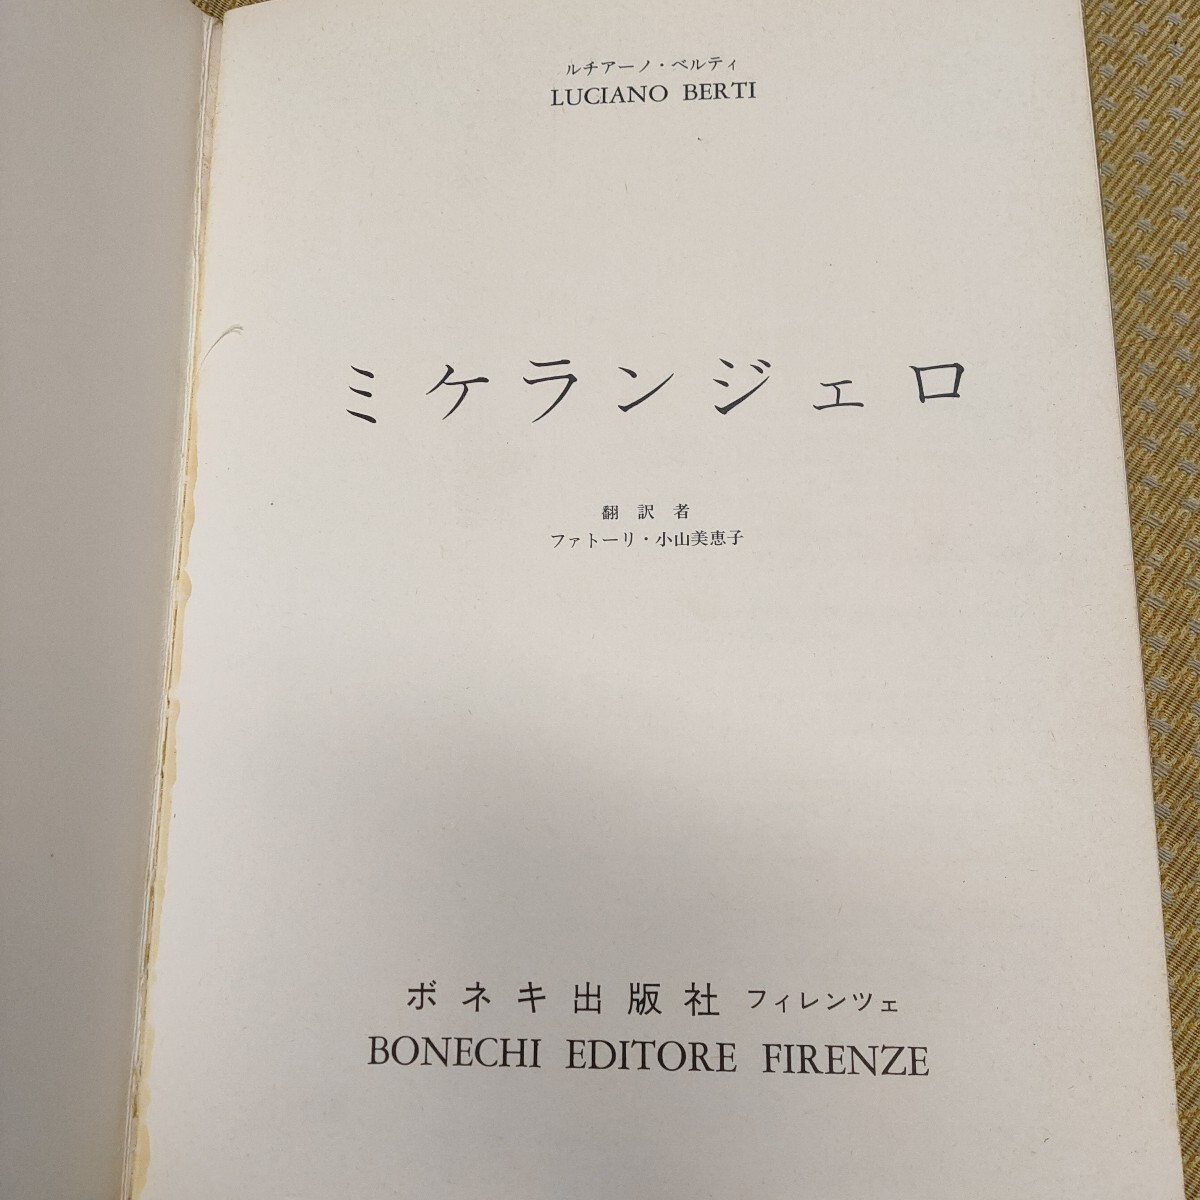 ルチアーノ・ベルティ
LUCIANO BERTI
ミケランジェロ
翻訳者
ファトーリ・小山美恵子
ボネキ出版社 フィレンツェ
BONECHI EDITORE FIRENZE